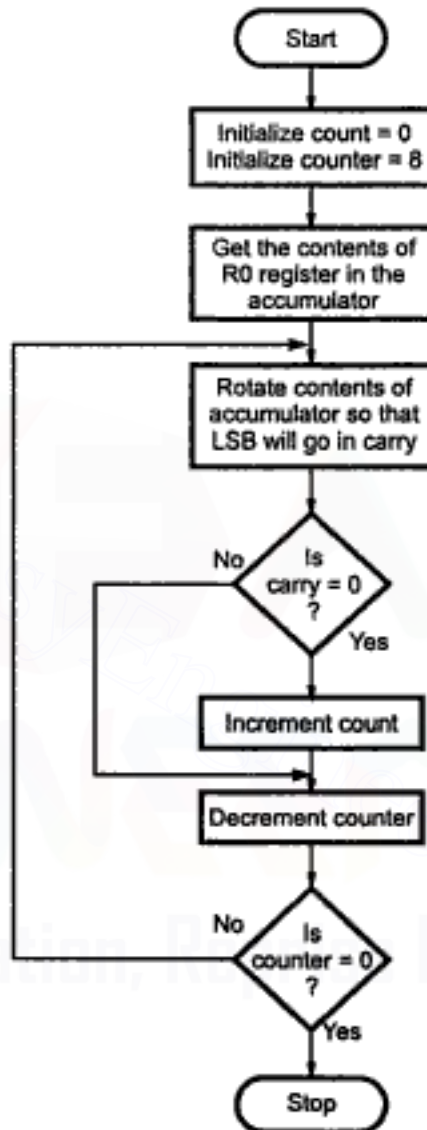 Start
Initialize count = 0
Initialize counter = 8
Get the contents of
R0 register in the
accumulator
Rotate contents of
accumulator so that
LSB will go in carry
No
Is
carry = 0
?
Yes
Increment count
Decrement counter
No
Is
counter = 0
?
Yes
Stop